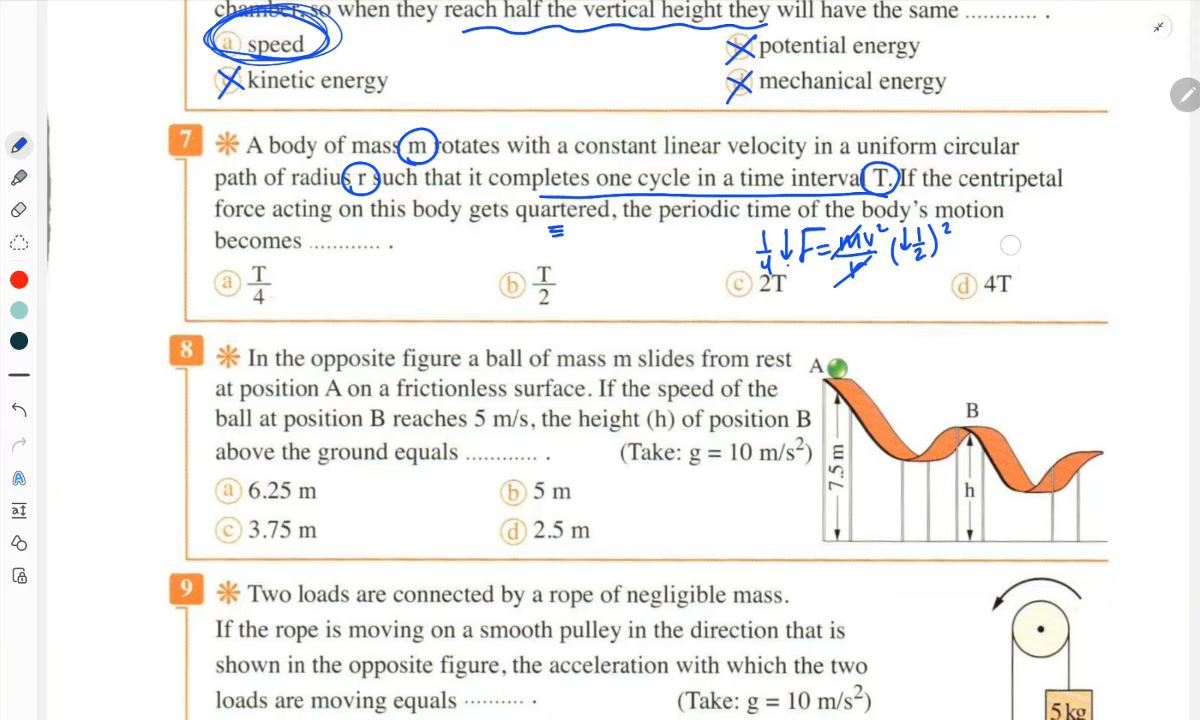 chamber, so when they reach half the vertical height they will have the same ............ .
a speed
potential energy
kinetic energy
mechanical energy
7 * A body of mass m rotates with a constant linear velocity in a uniform circular
path of radius r such that it completes one cycle in a time interval T. If the centripetal
force acting on this body gets quartered, the periodic time of the body's motion
becomes ............ .
1/4 ↓ F = mv²/r (↓ 1/2)²
a T/4
b T/2
c 2T
d 4T
8 * In the opposite figure a ball of mass m slides from rest
at position A on a frictionless surface. If the speed of the
ball at position B reaches 5 m/s, the height (h) of position B
above the ground equals ............ . (Take: g = 10 m/s²)
a 6.25 m
b 5 m
c 3.75 m
d 2.5 m
A
B
7.5 m
h
9 * Two loads are connected by a rope of negligible mass.
If the rope is moving on a smooth pulley in the direction that is
shown in the opposite figure, the acceleration with which the two
loads are moving equals .......... . (Take: g = 10 m/s²)
5 kg